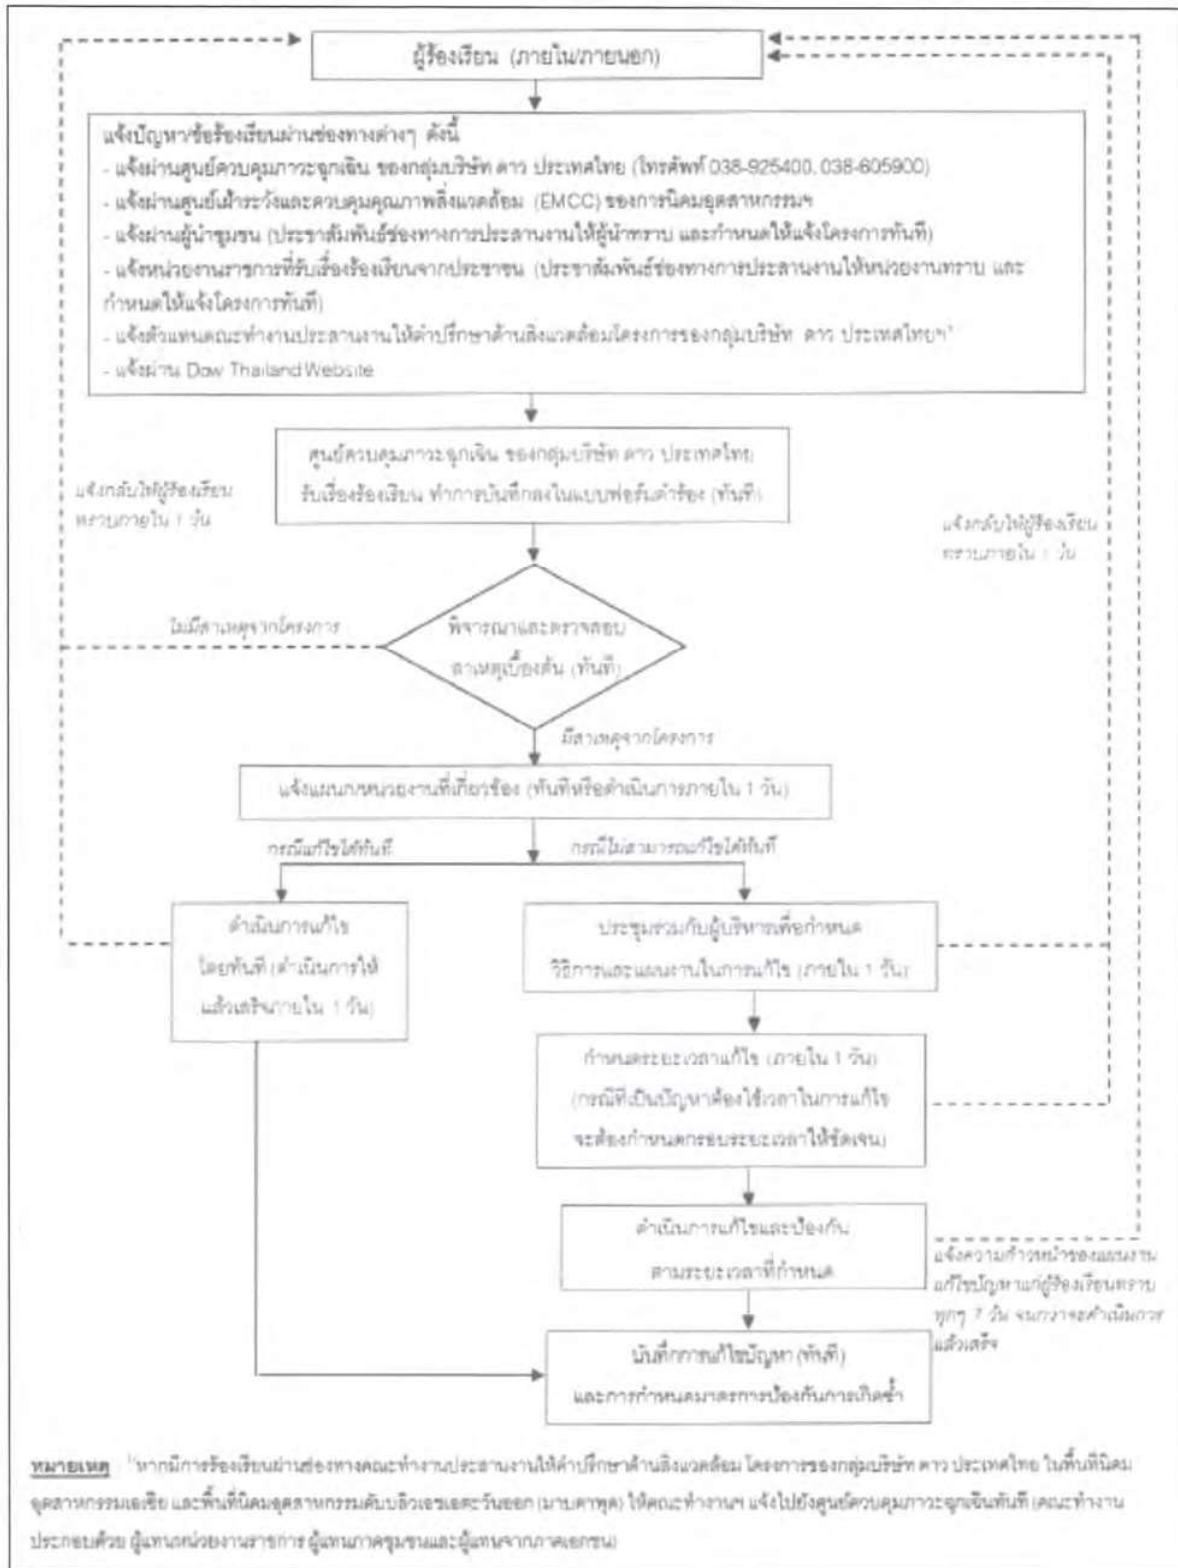 ผู้ร้องเรียน (ภายใน/ภายนอก)
แจ้งปัญหา/ข้อร้องเรียนผ่านช่องทางต่างๆ ดังนี้
- แจ้งผ่านศูนย์ควบคุมภาวะฉุกเฉิน ของกลุ่มบริษัท ดาว ประเทศไทย (โทรศัพท์ 038-925400, 038-605900)
- แจ้งผ่านศูนย์เฝ้าระวังและควบคุมคุณภาพสิ่งแวดล้อม (EMCC) ของการนิคมอุตสาหกรรมฯ
- แจ้งผ่านผู้นำชุมชน (ประชาสัมพันธ์ช่องทางการประสานงานให้ผู้นำทราบ และกำหนดให้แจ้งโครงการทันที)
- แจ้งหน่วยงานราชการที่รับเรื่องร้องเรียนจากประชาชน (ประชาสัมพันธ์ช่องทางการประสานงานให้หน่วยงานทราบ และ
กำหนดให้แจ้งโครงการทันที)
- แจ้งตัวแทนคณะทำงานประสานงานให้คำปรึกษาด้านสิ่งแวดล้อมโครงการของกลุ่มบริษัท ดาว ประเทศไทยฯ¹
- แจ้งผ่าน Dow Thailand Website
ศูนย์ควบคุมภาวะฉุกเฉิน ของกลุ่มบริษัท ดาว ประเทศไทย
รับเรื่องร้องเรียน ทำการบันทึกลงในแบบฟอร์มคำร้อง (ทันที)
แจ้งกลับให้ผู้ร้องเรียน
ทราบภายใน 1 วัน
แจ้งกลับให้ผู้ร้องเรียน
ทราบภายใน 1 วัน
ไม่มีสาเหตุจากโครงการ
พิจารณาและตรวจสอบ
สาเหตุเบื้องต้น (ทันที)
มีสาเหตุจากโครงการ
แจ้งแผนก/หน่วยงานที่เกี่ยวข้อง (ทันทีหรือดำเนินการภายใน 1 วัน)
กรณีแก้ไขได้ทันที
กรณีไม่สามารถแก้ไขได้ทันที
ดำเนินการแก้ไข
โดยทันที (ดำเนินการให้
แล้วเสร็จภายใน 1 วัน)
ประชุมร่วมกับผู้บริหารเพื่อกำหนด
วิธีการและแผนงานในการแก้ไข (ภายใน 1 วัน)
กำหนดระยะเวลาแก้ไข (ภายใน 1 วัน)
(กรณีที่เป็นปัญหาต้องใช้เวลาในการแก้ไข
จะต้องกำหนดกรอบระยะเวลาให้ชัดเจน)
ดำเนินการแก้ไขและป้องกัน
ตามระยะเวลาที่กำหนด
แจ้งความก้าวหน้าของแผนงาน
แก้ไขปัญหาแก่ผู้ร้องเรียนทราบ
ทุกๆ 7 วัน จนกว่าจะดำเนินการ
แล้วเสร็จ
บันทึกการแก้ไขปัญหา (ทันที)
และการกำหนดมาตรการป้องกันการเกิดซ้ำ
หมายเหตุ ¹/หากมีการร้องเรียนผ่านช่องทางคณะทำงานประสานงานให้คำปรึกษาด้านสิ่งแวดล้อม โครงการของกลุ่มบริษัท ดาว ประเทศไทย ในพื้นที่นิคม
อุตสาหกรรมเอเชีย และพื้นที่นิคมอุตสาหกรรมดับบลิวเอชเอตะวันออก (มาบตาพุด) ให้คณะทำงานฯ แจ้งไปยังศูนย์ควบคุมภาวะฉุกเฉินทันที (คณะทำงาน
ประกอบด้วย ผู้แทนหน่วยงานราชการ ผู้แทนภาคชุมชนและผู้แทนจากภาคเอกชน)